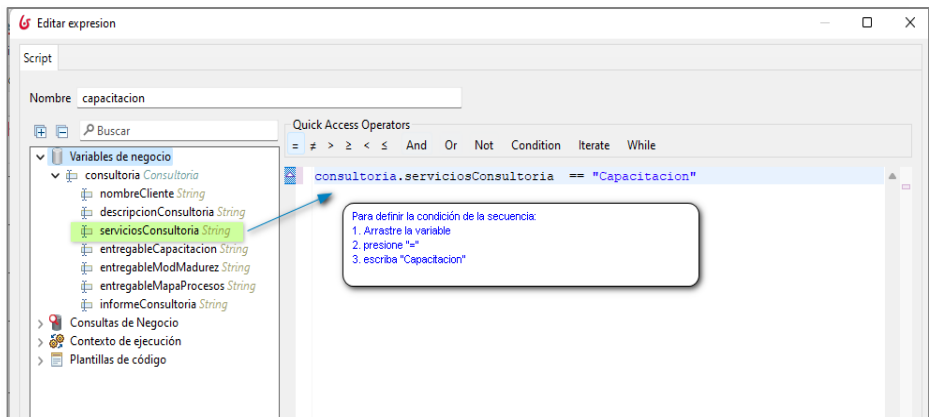 Editar expresion
Script
Nombre capacitacion
Buscar
Quick Access Operators
= ≠ > ≥ < ≤ And Or Not Condition Iterate While
Variables de negocio
consultoria Consultoria
nombreCliente String
descripcionConsultoria String
serviciosConsultoria String
entregableCapacitacion String
entregableModMadurez String
entregableMapaProcesos String
informeConsultoria String
Consultas de Negocio
Contexto de ejecución
Plantillas de código
consultoria.serviciosConsultoria == "Capacitacion"
Para definir la condición de la secuencia:
1. Arrastre la variable
2. presione "="
3. escriba "Capacitacion"